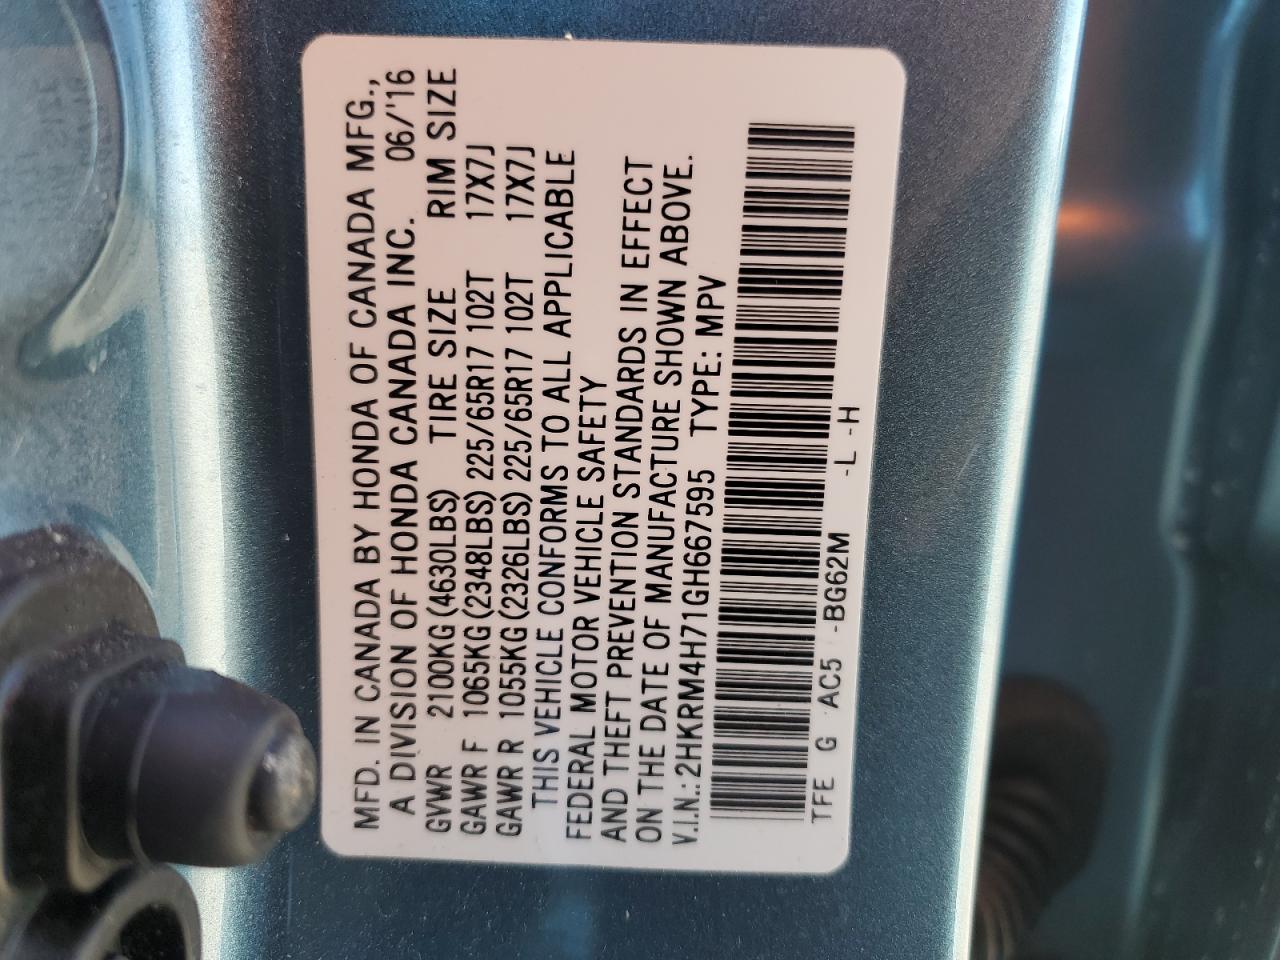 MFD. IN CANADA BY HONDA OF CANADA MFG.,
A DIVISION OF HONDA CANADA INC. 06/'16
GVWR 2100KG(4630LBS) TIRE SIZE RIM SIZE
GAWR F 1065KG(2348LBS) 225/65R17 102T 17X7J
GAWR R 1055KG(2326LBS) 225/65R17 102T 17X7J
THIS VEHICLE CONFORMS TO ALL APPLICABLE
FEDERAL MOTOR VEHICLE SAFETY
AND THEFT PREVENTION STANDARDS IN EFFECT
ON THE DATE OF MANUFACTURE SHOWN ABOVE.
V.I.N.:2HKRM4H71GH667595 TYPE: MPV
TFE G AC5 -BG62M -L -H